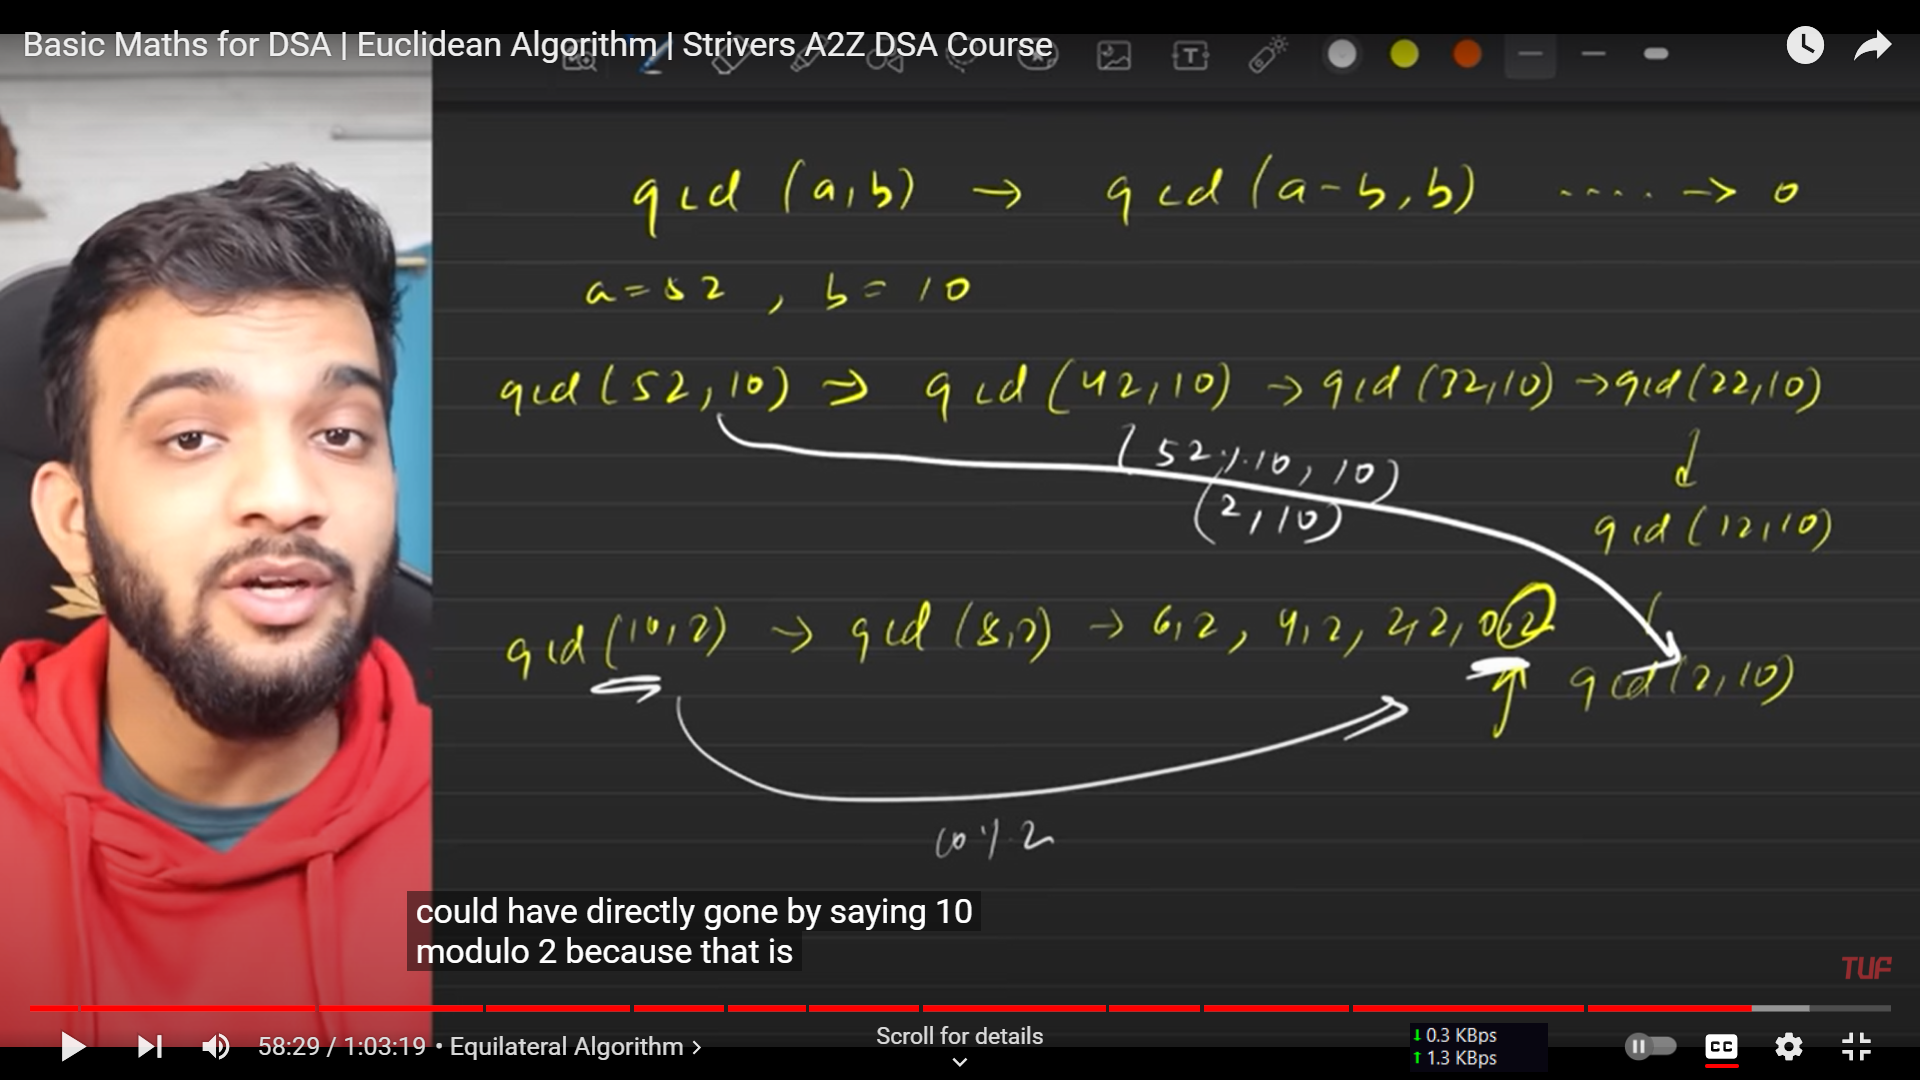 Basic Maths for DSA | Euclidean Algorithm | Strivers A2Z DSA Course
gcd (a,b) → gcd (a-b, b) ..... → 0
a=52 , b = 10
gcd (52,10) ⇒ gcd (42,10) → gcd (32,10) → gcd (22,10)
(52%10, 10)
(2,10)
gcd (12,10)
gcd (10,2) → gcd (8,2) → 6,2, 4,2, 2,2, 0,2
gcd (2,10)
10%2
could have directly gone by saying 10
modulo 2 because that is
TUF
58:29 / 1:03:19 • Equilateral Algorithm >
Scroll for details
↓ 0.3 KBps
↑ 1.3 KBps
CC